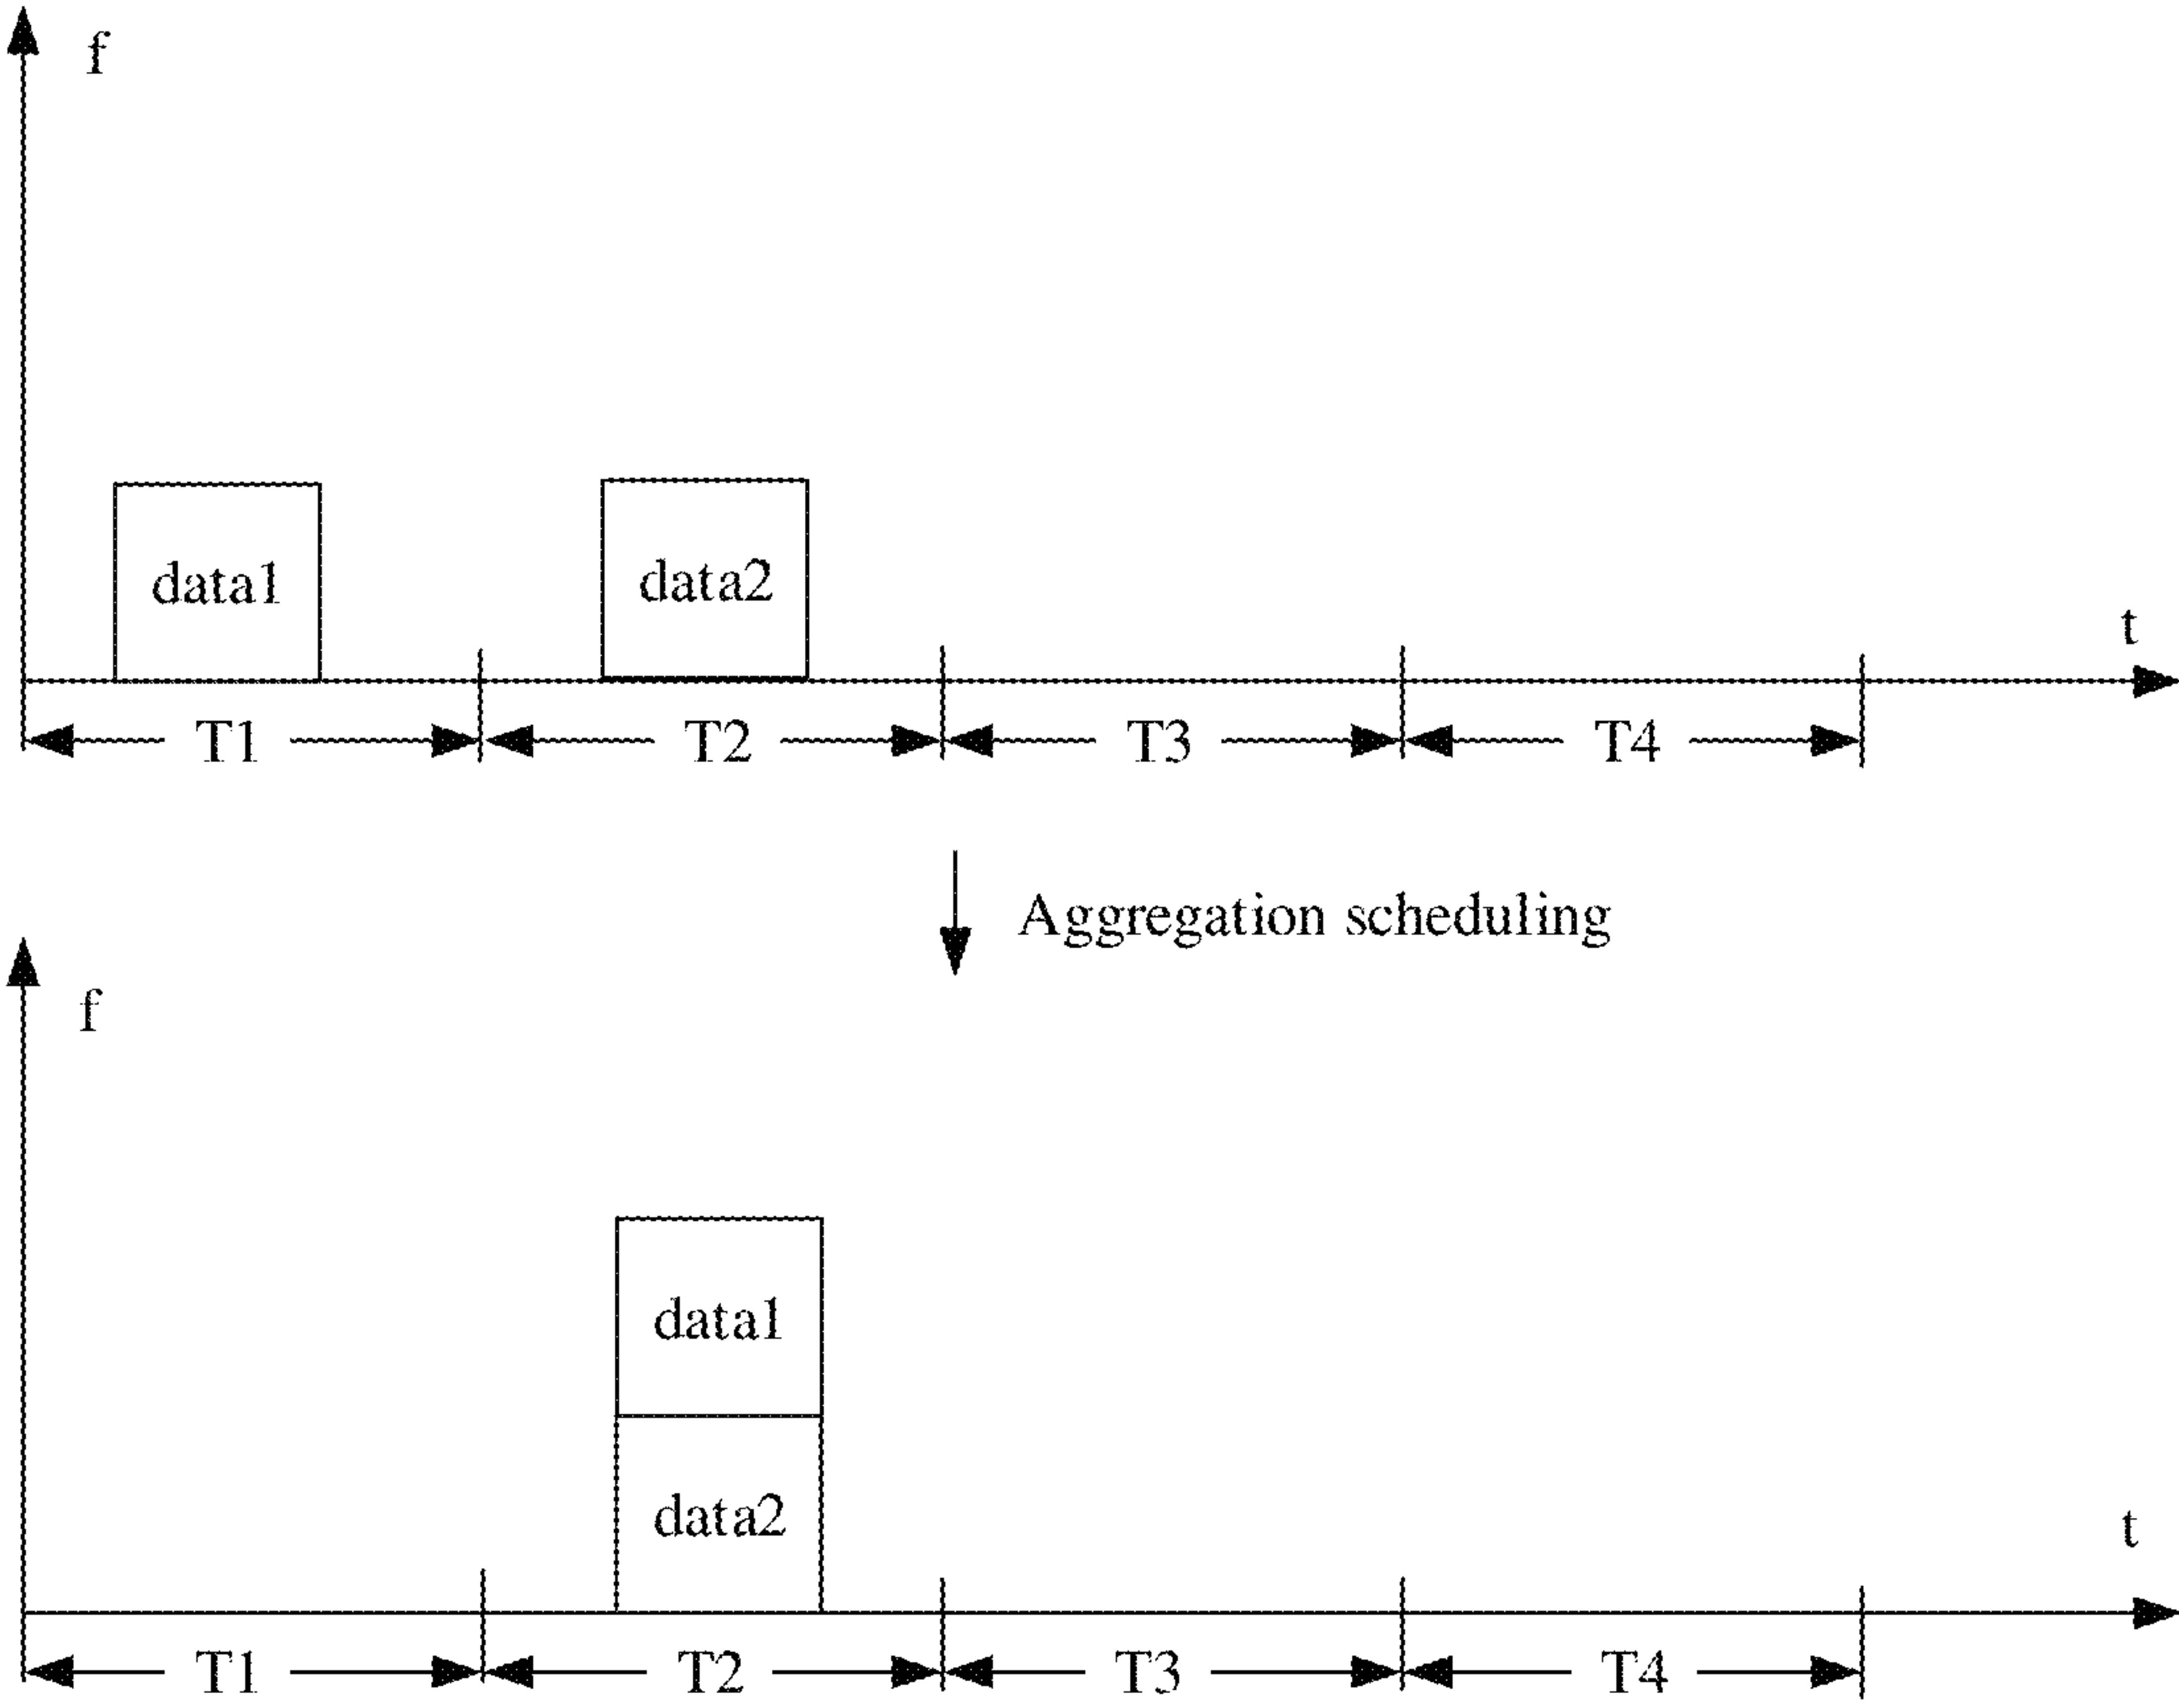 f
data1
data2
t
T1
T2
T3
T4
Aggregation scheduling
f
data1
data2
t
T1
T2
T3
T4